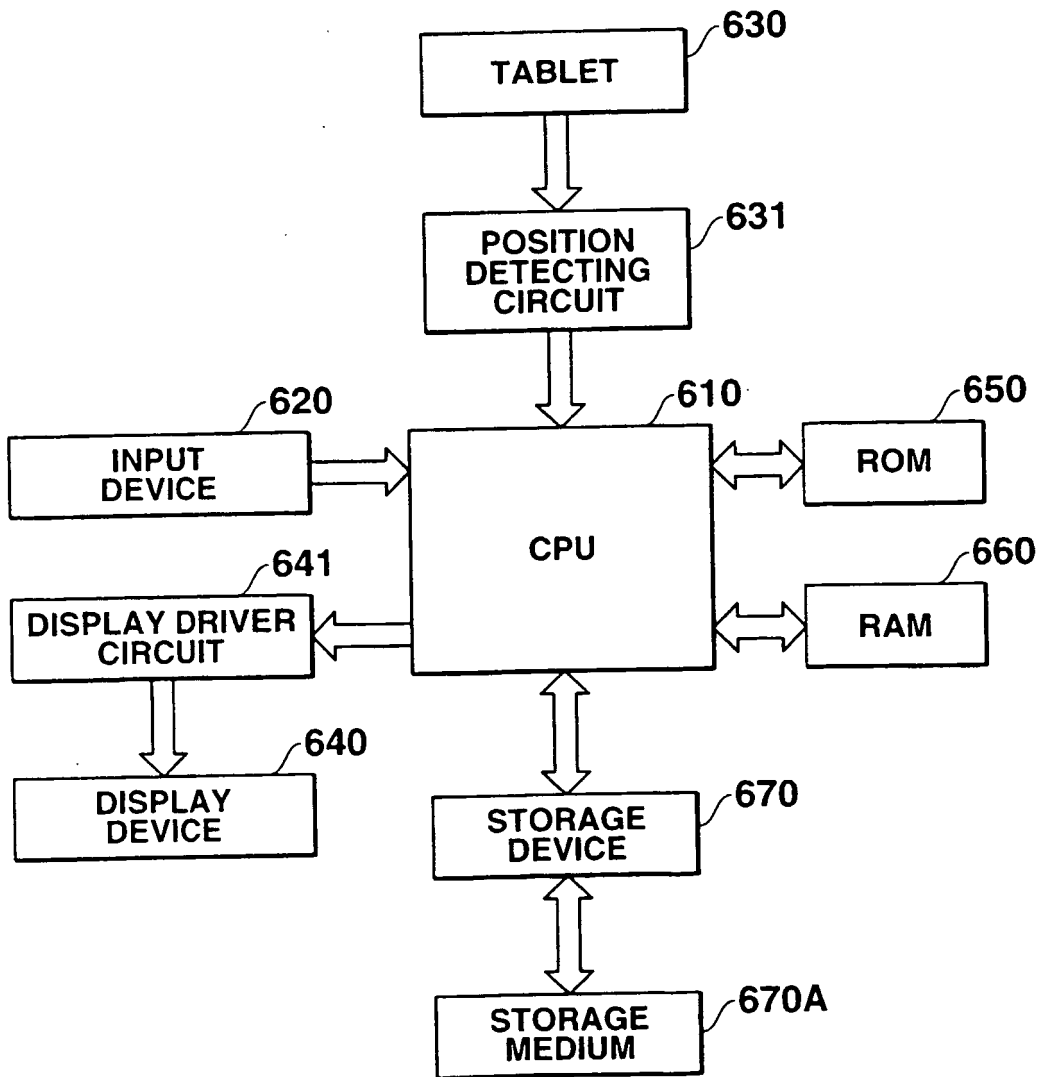 630
TABLET
631
POSITION
DETECTING
CIRCUIT
620
INPUT
DEVICE
610
CPU
650
ROM
641
DISPLAY DRIVER
CIRCUIT
660
RAM
640
DISPLAY
DEVICE
670
STORAGE
DEVICE
670A
STORAGE
MEDIUM